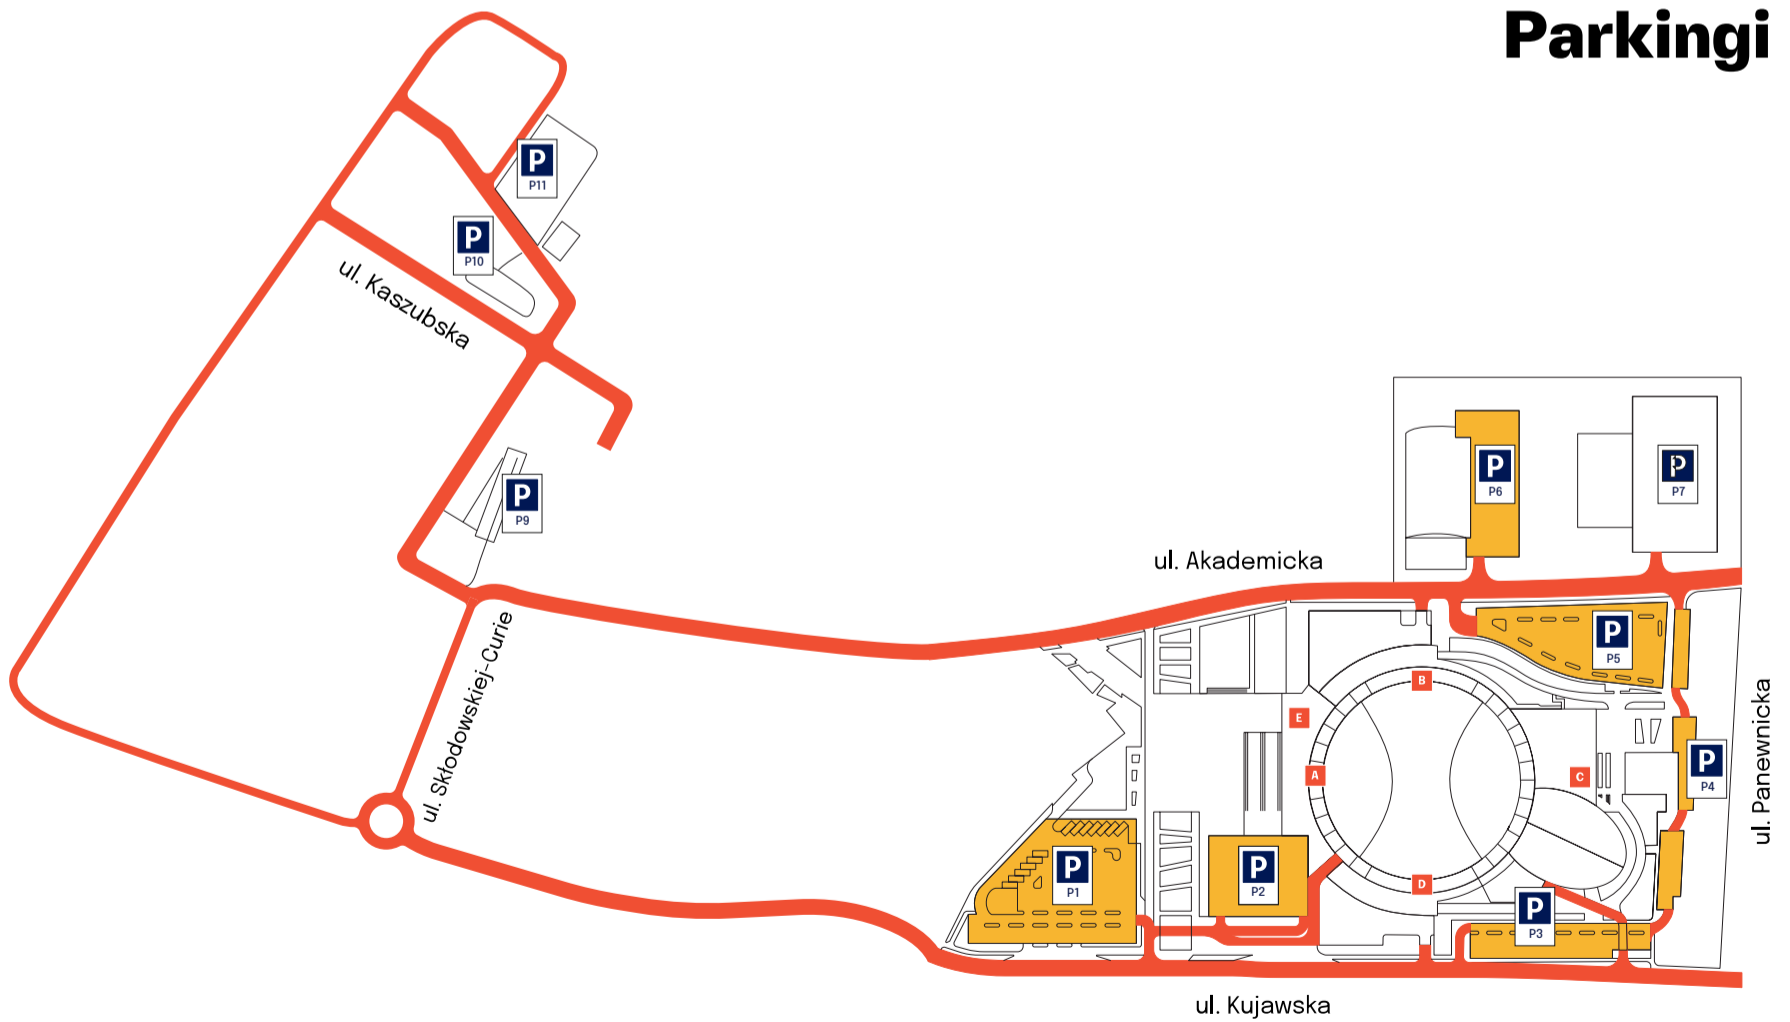 Parkingi
P
P11
P
P10
ul. Kaszubska
P
P6
P
P7
P
P9
ul. Akademicka
ul. Skłodowskiej-Curie
P
P5
B
E
A
C
P
P4
ul. Panewnicka
P
P1
P
P2
D
P
P3
ul. Kujawska